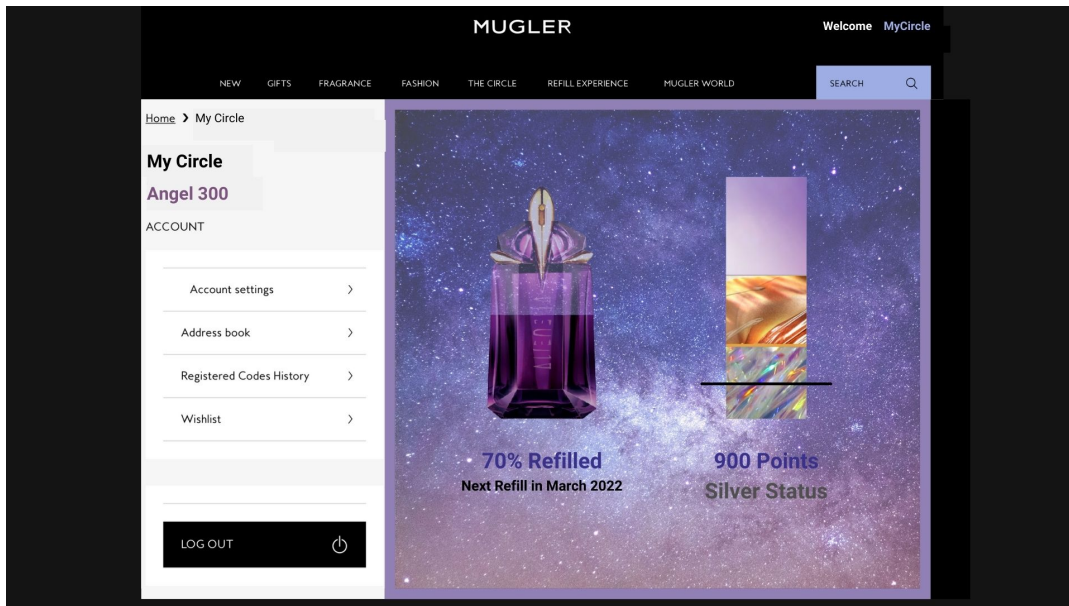 MUGLER
Welcome MyCircle
NEW GIFTS FRAGRANCE FASHION THE CIRCLE REFILL EXPERIENCE MUGLER WORLD SEARCH
Home > My Circle
My Circle
Angel 300
ACCOUNT
Account settings
Address book
Registered Codes History
Wishlist
LOG OUT
70% Refilled
Next Refill in March 2022
900 Points
Silver Status